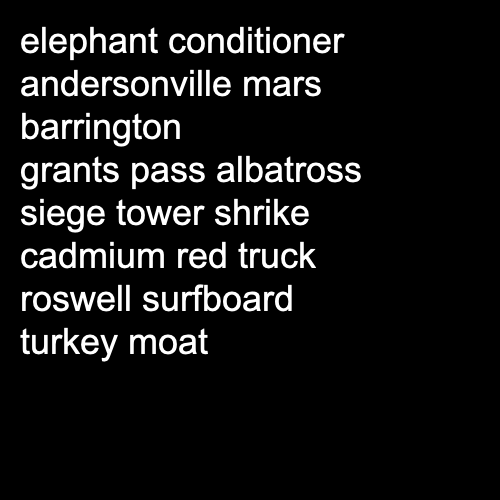 elephant conditioner
andersonville mars
barrington
grants pass albatross
siege tower shrike
cadmium red truck
roswell surfboard
turkey moat